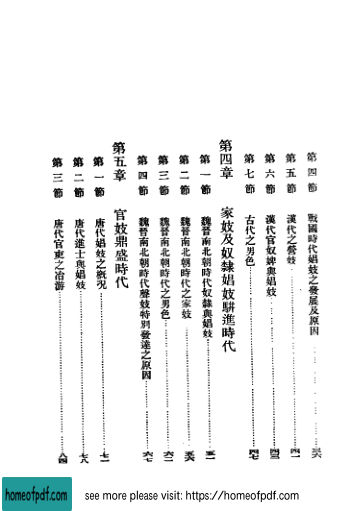 第四節 戰國時代娼妓之發展及原因 三六
第五節 漢代之營妓 四一
第六節 漢代官奴婢與娼妓 四三
第七節 古代之男色 四七
第四章 家妓及奴隸娼妓駢進時代
第一節 魏晉南北朝時代奴隸與娼妓 五一
第二節 魏晉南北朝時代之家妓 五六
第三節 魏晉南北朝時代之男色 六二
第四節 魏晉南北朝時代聲妓特別發達之原因 六七
第五章 官妓鼎盛時代
第一節 唐代娼妓之概況 七一
第二節 唐代進士與娼妓 七八
第三節 唐代官吏之冶游 八四
homeofpdf.com
see more please visit: https://homeofpdf.com